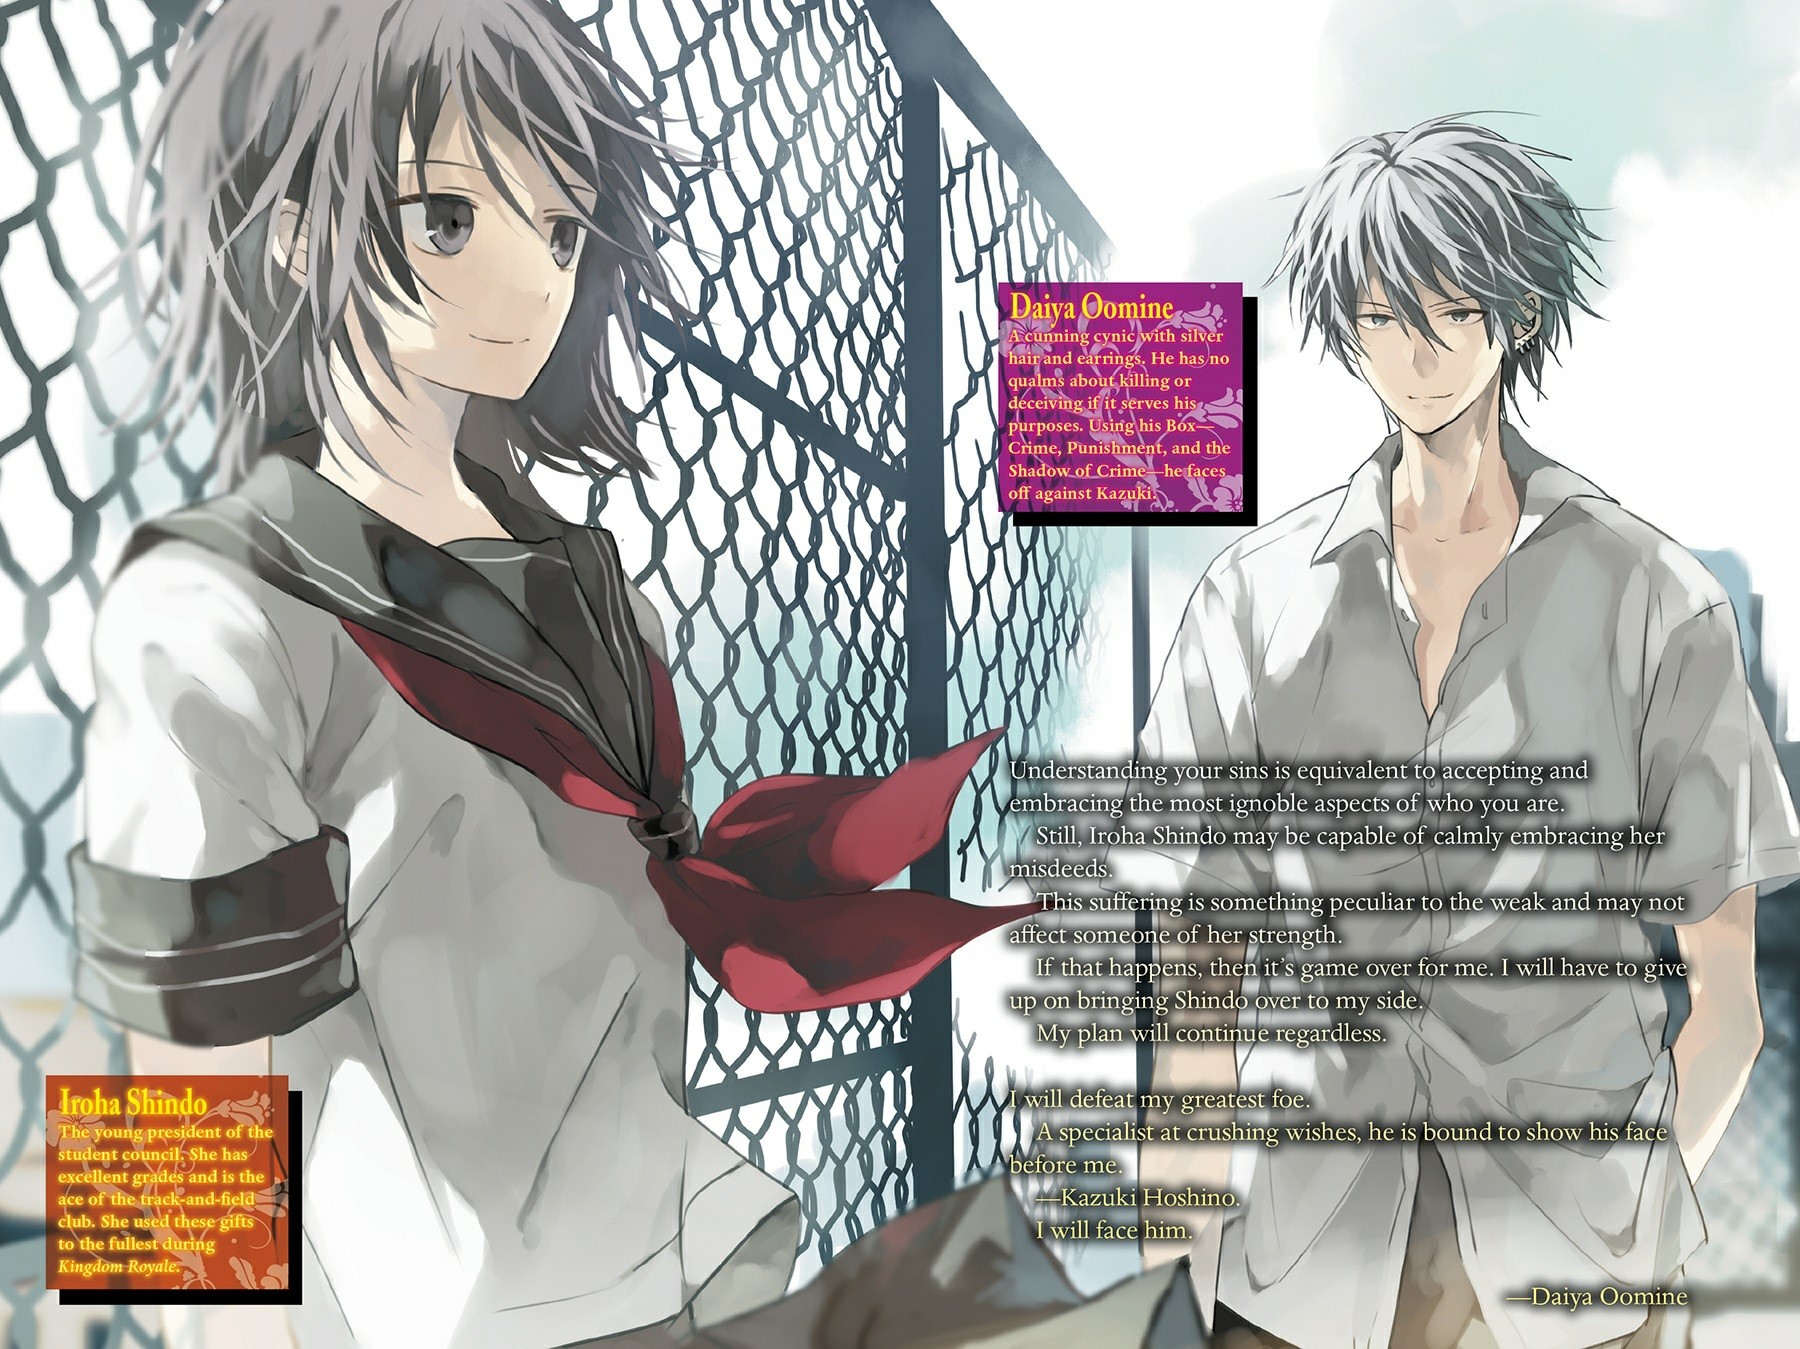 Daiya Oomine
A cunning cynic with silver
hair and earrings. He has no
qualms about killing or
deceiving if it serves his
purposes. Using his Box—
Crime, Punishment, and the
Shadow of Crime—he faces
off against Kazuki.
Understanding your sins is equivalent to accepting and
embracing the most ignoble aspects of who you are.
Still, Iroha Shindo may be capable of calmly embracing her
misdeeds.
This suffering is something peculiar to the weak and may not
affect someone of her strength.
If that happens, then it's game over for me. I will have to give
up on bringing Shindo over to my side.
My plan will continue regardless.
I will defeat my greatest foe.
A specialist at crushing wishes, he is bound to show his face
before me.
—Kazuki Hoshino.
I will face him.
—Daiya Oomine
Iroha Shindo
The young president of the
student council. She has
excellent grades and is the
ace of the track-and-field
club. She used these gifts
to the fullest during
Kingdom Royale.